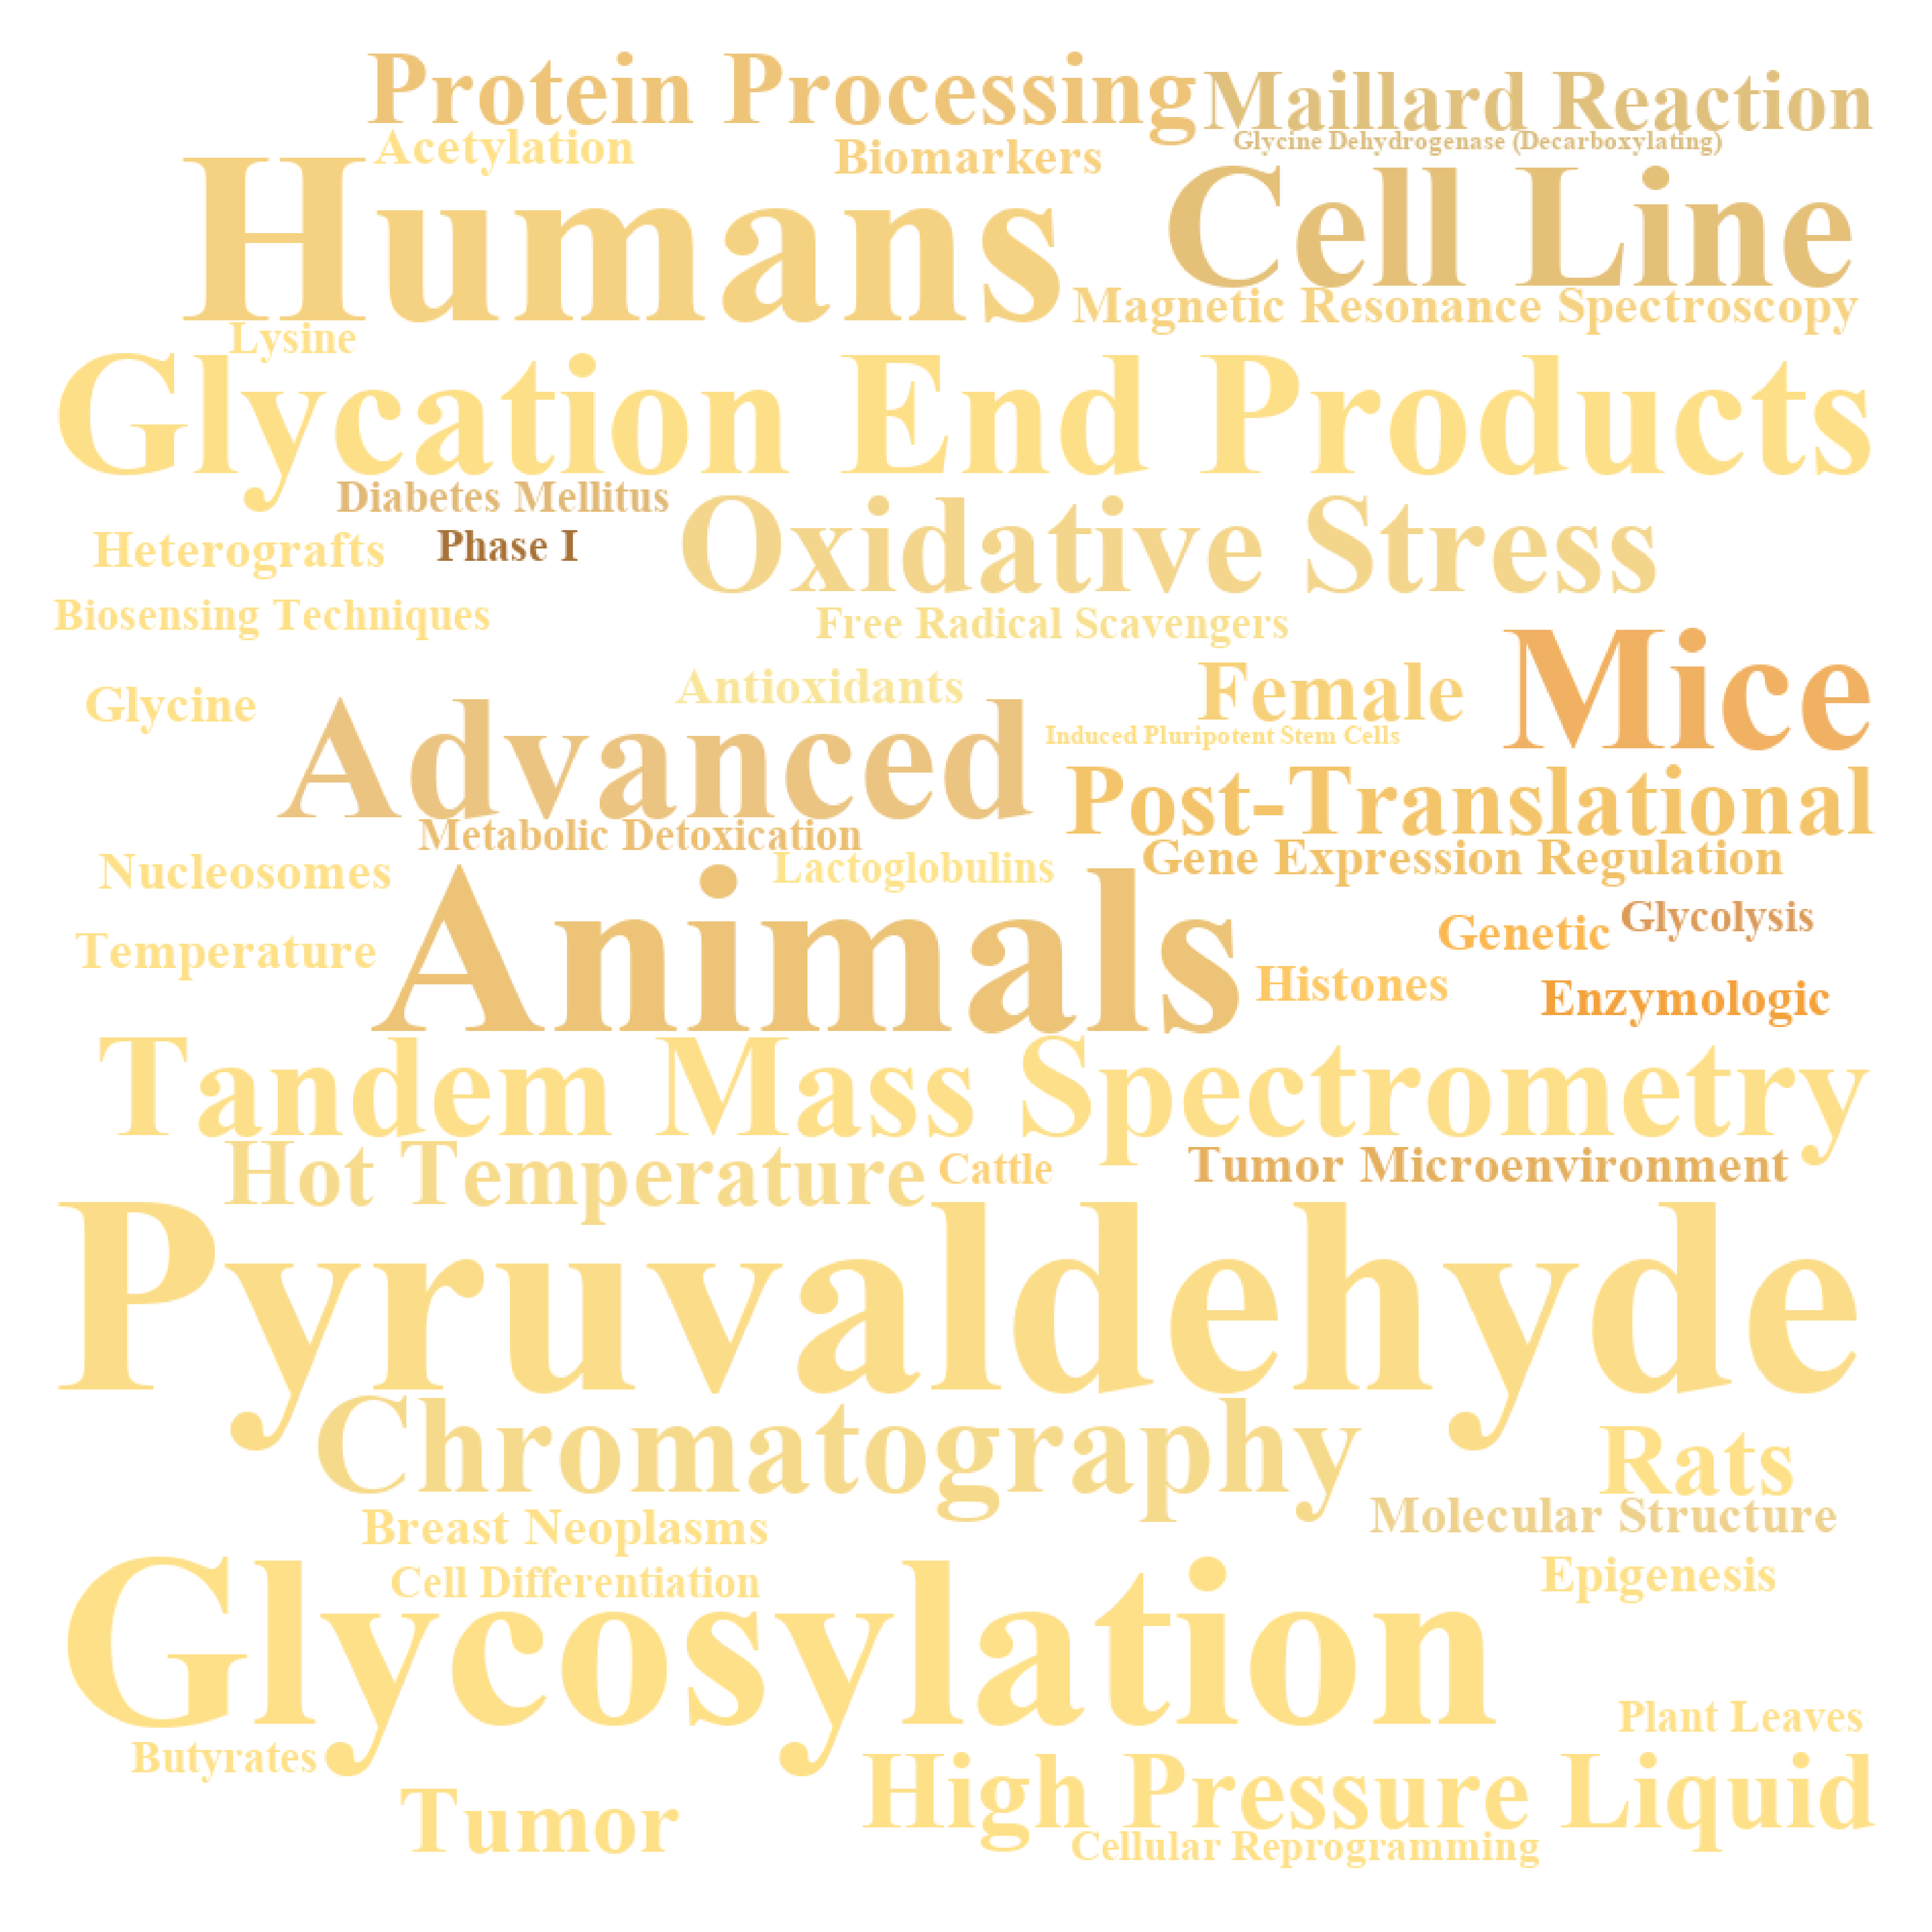 Protein Processing
Maillard Reaction
Acetylation
Biomarkers
Glycine Dehydrogenase (Decarboxylating)
Humans
Cell Line
Magnetic Resonance Spectroscopy
Lysine
Glycation End Products
Diabetes Mellitus
Oxidative Stress
Heterografts
Phase I
Biosensing Techniques
Free Radical Scavengers
Mice
Glycine
Antioxidants
Female
Advanced
Induced Pluripotent Stem Cells
Post-Translational
Metabolic Detoxication
Nucleosomes
Lactoglobulins
Gene Expression Regulation
Animals
Genetic
Glycolysis
Temperature
Histones
Enzymologic
Tandem Mass Spectrometry
Hot Temperature
Cattle
Tumor Microenvironment
Pyruvaldehyde
Chromatography
Rats
Breast Neoplasms
Molecular Structure
Cell Differentiation
Epigenesis
Glycosylation
Plant Leaves
Butyrates
High Pressure Liquid
Tumor
Cellular Reprogramming